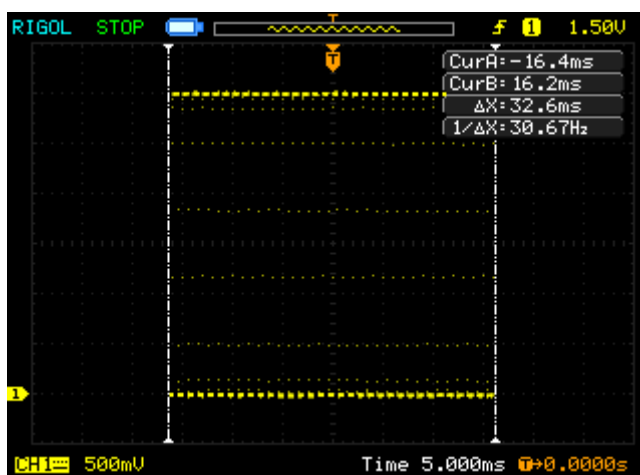 RIGOL STOP T 1 1.50V
T
CurA:-16.4ms
CurB: 16.2ms
ΔX: 32.6ms
1/ΔX: 30.67Hz
1
CH1 500mV Time 5.000ms T→0.0000s